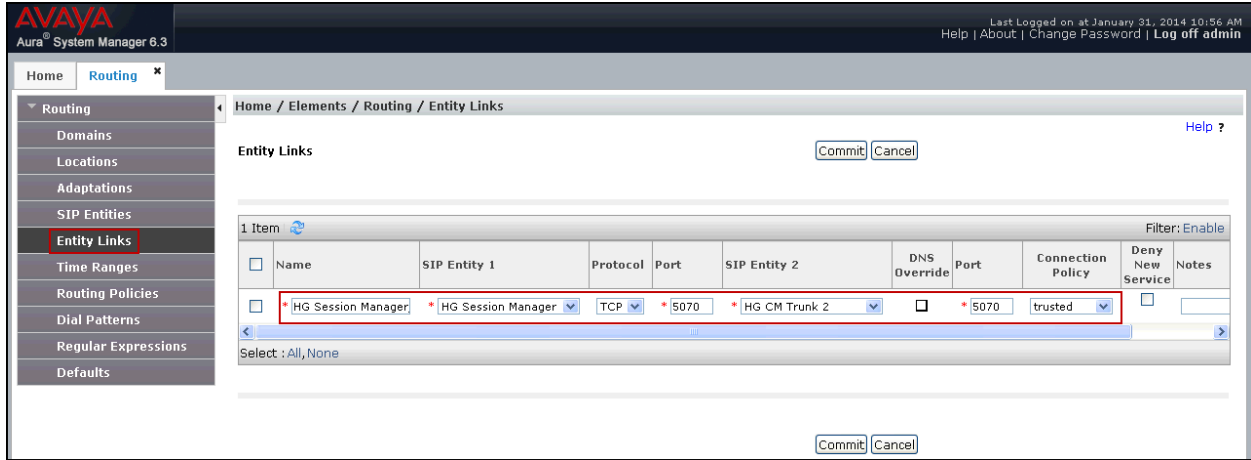 AVAYA
Aura® System Manager 6.3
Last Logged on at January 31, 2014 10:56 AM
Help | About | Change Password | Log off admin
Home
Routing ×
Routing
Domains
Locations
Adaptations
SIP Entities
Entity Links
Time Ranges
Routing Policies
Dial Patterns
Regular Expressions
Defaults
Home / Elements / Routing / Entity Links
Help ?
Entity Links
Commit Cancel
1 Item
Filter: Enable
Name SIP Entity 1 Protocol Port SIP Entity 2 DNS Override Port Connection Policy Deny New Service Notes
* HG Session Manager * HG Session Manager TCP * 5070 * HG CM Trunk 2 * 5070 trusted
Select : All, None
Commit Cancel